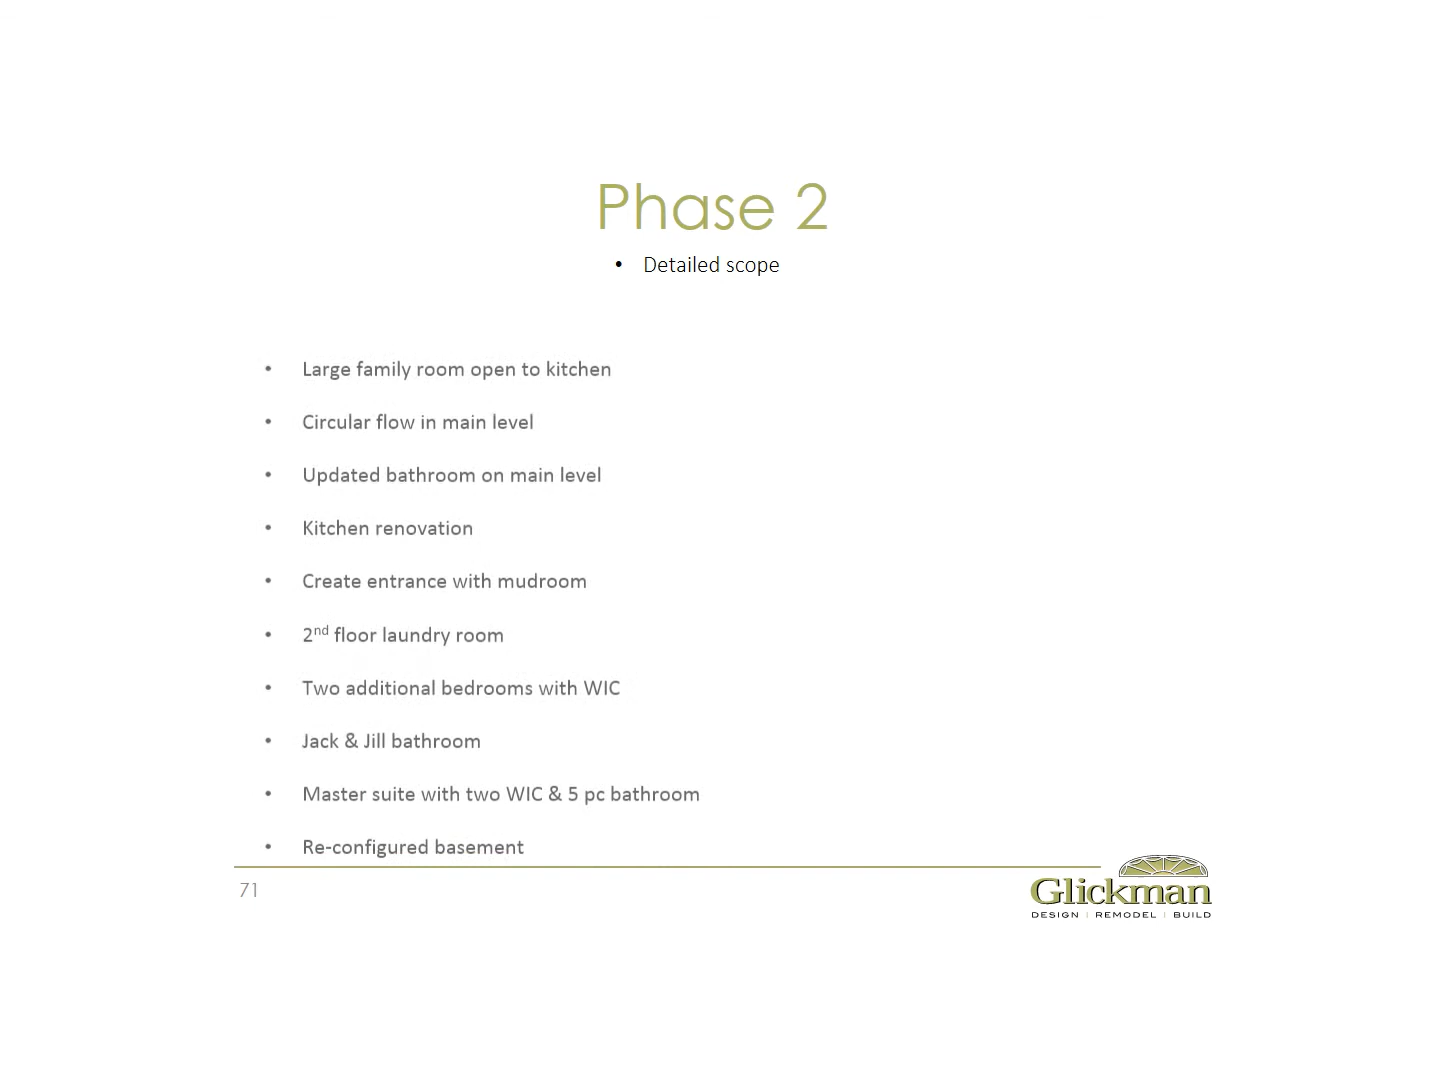 Phase 2
• Detailed scope
• Large family room open to kitchen
• Circular flow in main level
• Updated bathroom on main level
• Kitchen renovation
• Create entrance with mudroom
• 2nd floor laundry room
• Two additional bedrooms with WIC
• Jack & Jill bathroom
• Master suite with two WIC & 5 pc bathroom
• Re-configured basement
71
Glickman
DESIGN | REMODEL | BUILD